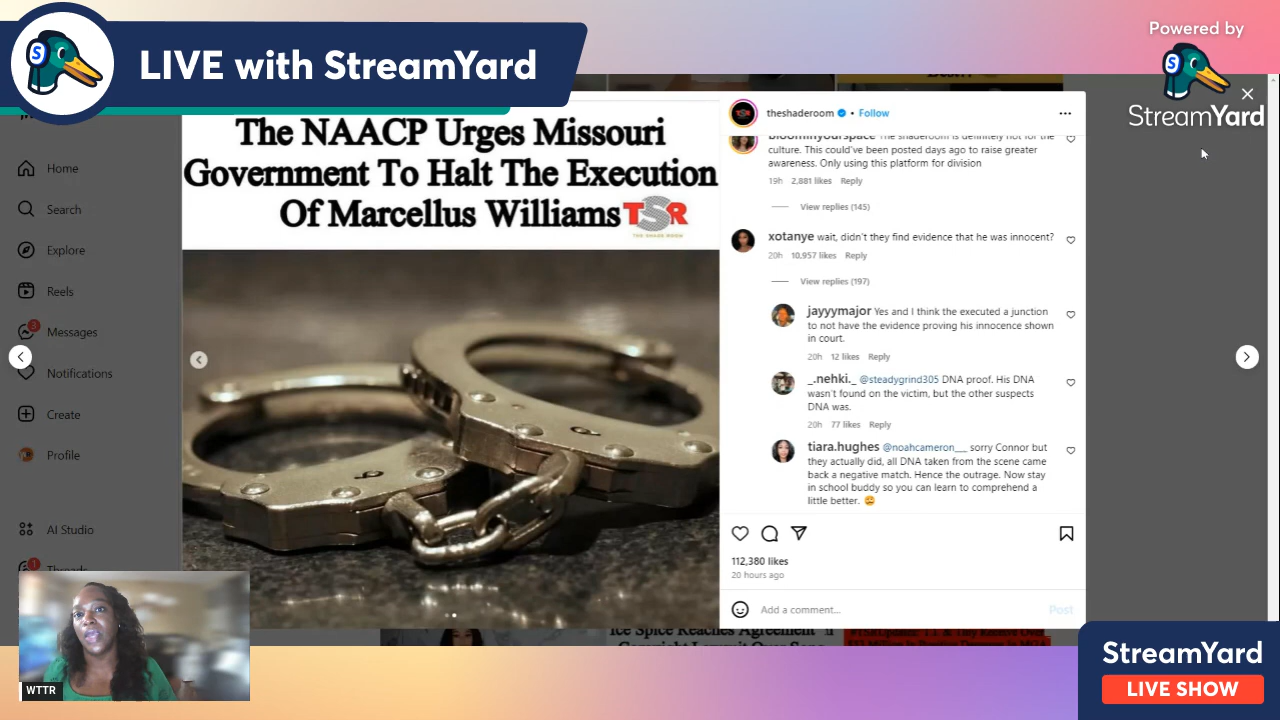 LIVE with StreamYard
Powered by
StreamYard
The NAACP Urges Missouri
Government To Halt The Execution
Of Marcellus Williams
TSR
THE SHADE ROOM
Home
Search
Explore
Reels
Messages
3
Notifications
Create
Profile
AI Studio
1
Threads
theshaderoom • Follow
bloominyourspace The shaderoom is definitely not for the
culture. This could've been posted days ago to raise greater
awareness. Only using this platform for division
19h 2,881 likes Reply
View replies (145)
xotanye wait, didn't they find evidence that he was innocent?
20h 10,957 likes Reply
View replies (197)
jayyymajor Yes and I think the executed a junction
to not have the evidence proving his innocence shown
in court.
20h 12 likes Reply
_.nehki._ @steadygrind305 DNA proof. His DNA
wasn't found on the victim, but the other suspects
DNA was.
20h 77 likes Reply
tiara.hughes @noahcameron__ sorry Connor but
they actually did, all DNA taken from the scene came
back a negative match. Hence the outrage. Now stay
in school buddy so you can learn to comprehend a
little better. 😩
112,380 likes
20 hours ago
Add a comment...
Post
Ice Spice Reaches Agreement
WTTR
StreamYard
LIVE SHOW